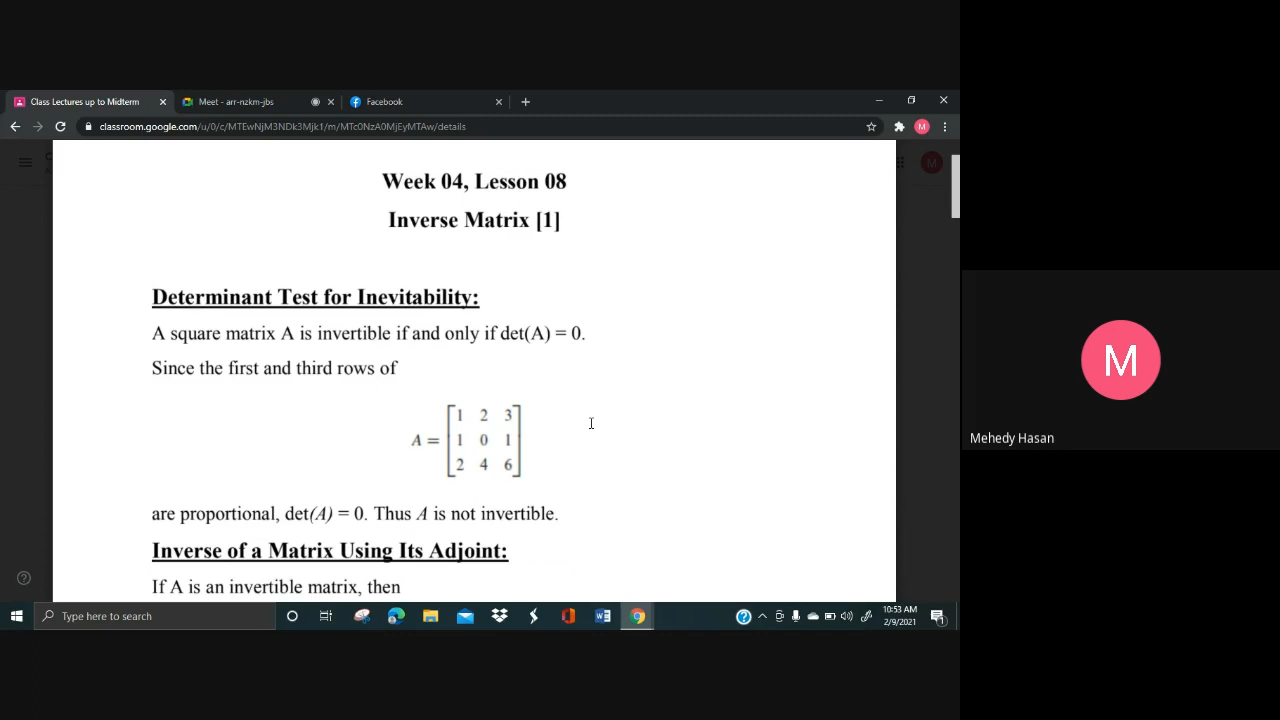 Class Lectures up to Midterm
Meet - arr-nzkm-jbs
Facebook
classroom.google.com/u/0/c/MTEwNjM3NDk3Mjk1/m/MTc0NzA0MjEyMTAw/details
M
Week 04, Lesson 08
Inverse Matrix [1]
Determinant Test for Inevitability:
A square matrix A is invertible if and only if det(A) = 0.
Since the first and third rows of
1 2 3
A = 1 0 1
2 4 6
are proportional, det(A) = 0. Thus A is not invertible.
Inverse of a Matrix Using Its Adjoint:
If A is an invertible matrix, then
Type here to search
10:53 AM
2/9/2021
M
Mehedy Hasan